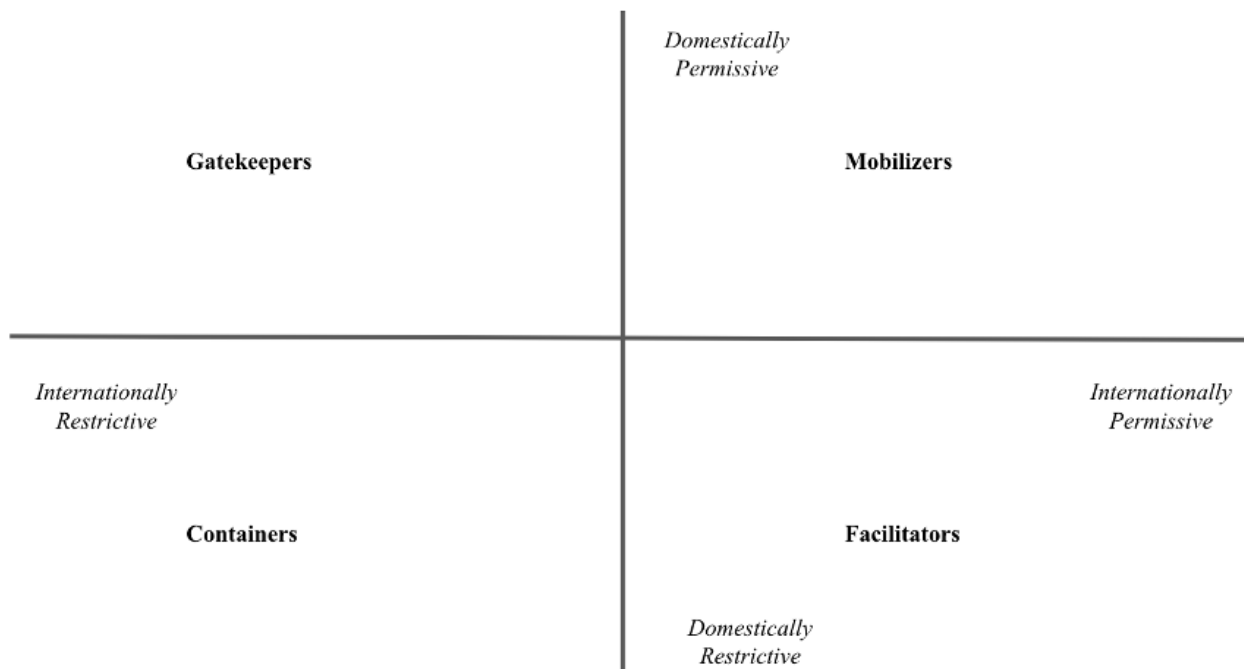 Domestically
Permissive
Gatekeepers
Mobilizers
Internationally
Restrictive
Internationally
Permissive
Containers
Facilitators
Domestically
Restrictive